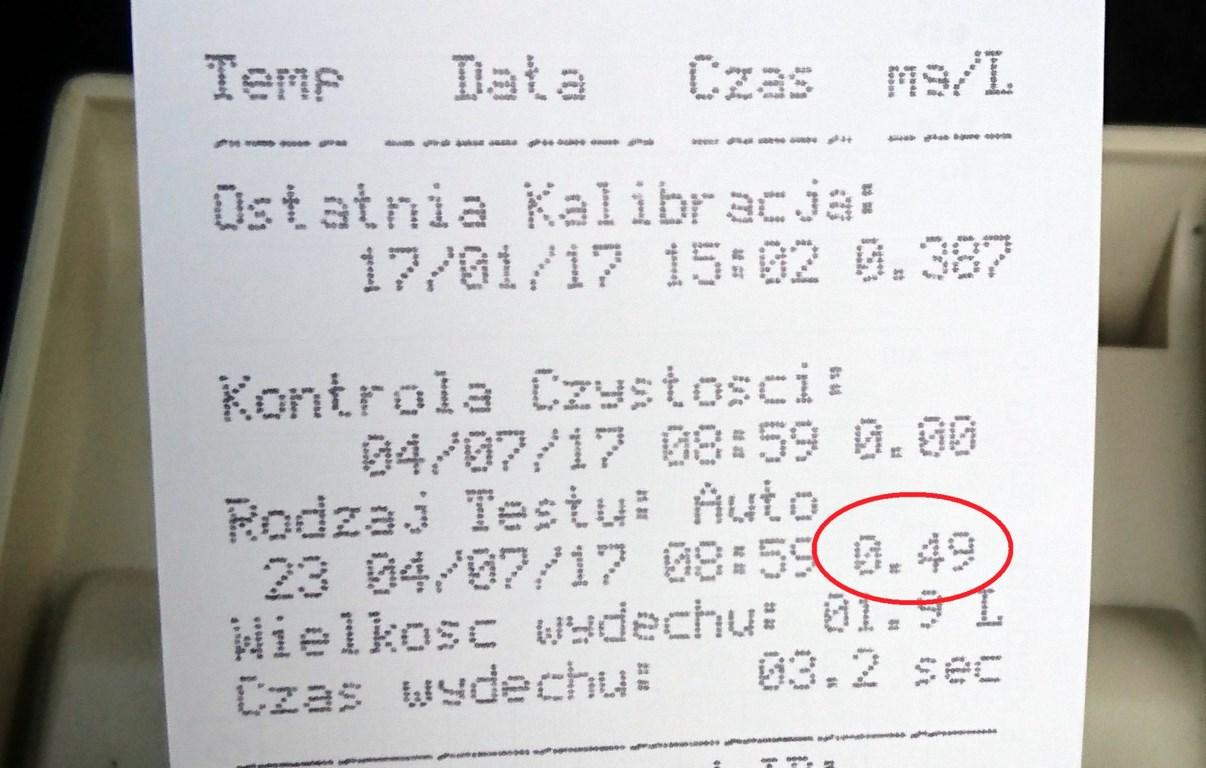 Temp Data Czas mg/L
Ostatnia Kalibracja:
17/01/17 15:02 0.387
Kontrola Czystosci:
04/07/17 08:59 0.00
Rodzaj Testu: Auto
23 04/07/17 08:59 0.49
Wielkosc wydechu: 01.9 L
Czas wydechu: 03.2 sec